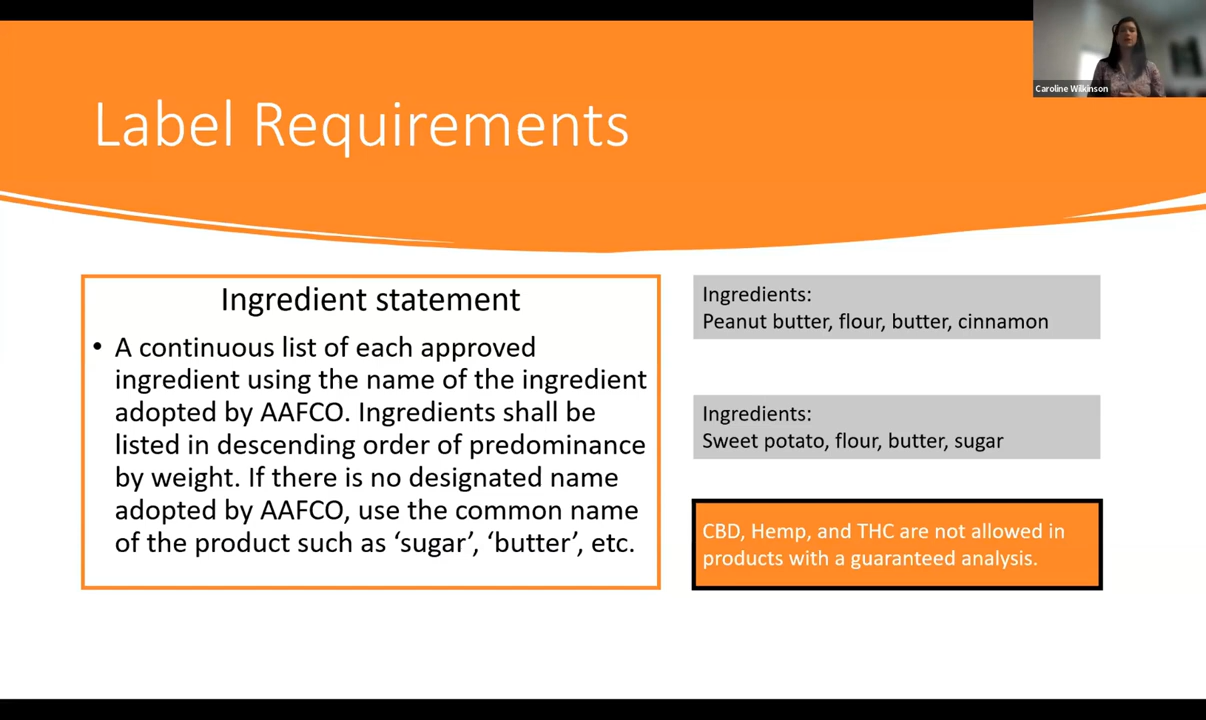 Caroline Wilkinson
Label Requirements
Ingredient statement
• A continuous list of each approved
ingredient using the name of the ingredient
adopted by AAFCO. Ingredients shall be
listed in descending order of predominance
by weight. If there is no designated name
adopted by AAFCO, use the common name
of the product such as ‘sugar’, ‘butter’, etc.
Ingredients:
Peanut butter, flour, butter, cinnamon
Ingredients:
Sweet potato, flour, butter, sugar
CBD, Hemp, and THC are not allowed in
products with a guaranteed analysis.